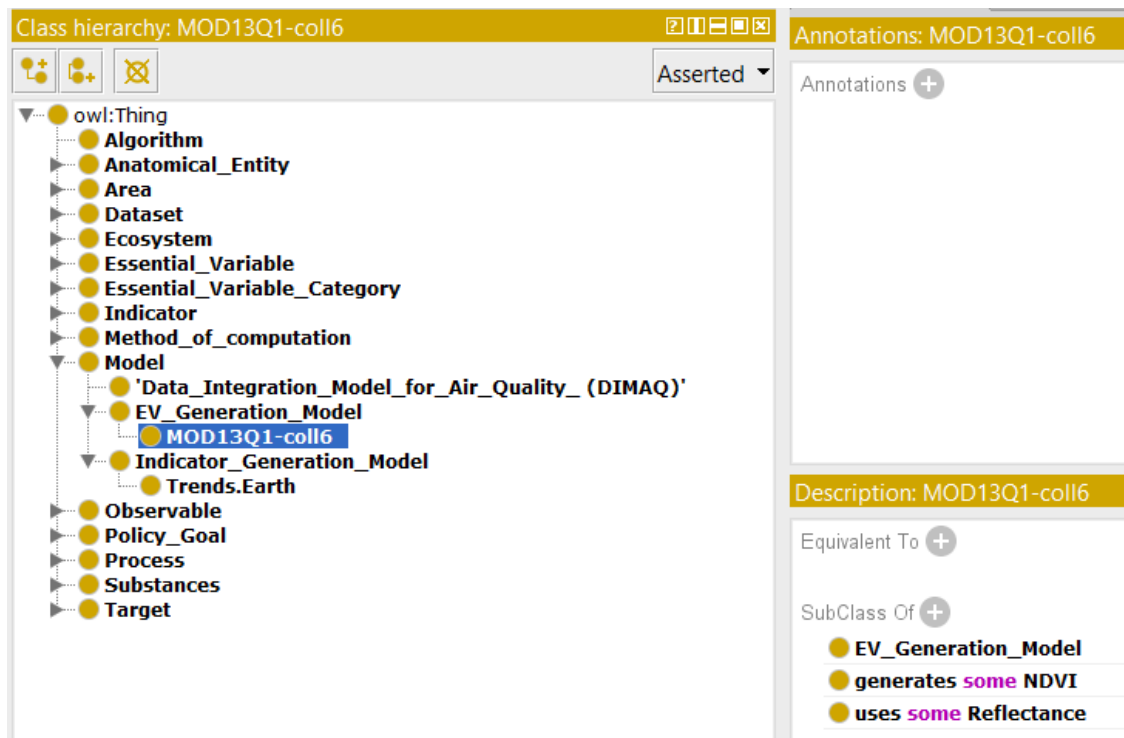 Class hierarchy: MOD13Q1-coll6
Asserted
owl:Thing
Algorithm
Anatomical_Entity
Area
Dataset
Ecosystem
Essential_Variable
Essential_Variable_Category
Indicator
Method_of_computation
Model
'Data_Integration_Model_for_Air_Quality_ (DIMAQ)'
EV_Generation_Model
MOD13Q1-coll6
Indicator_Generation_Model
Trends.Earth
Observable
Policy_Goal
Process
Substances
Target
Annotations: MOD13Q1-coll6
Annotations
Description: MOD13Q1-coll6
Equivalent To
SubClass Of
EV_Generation_Model
generates some NDVI
uses some Reflectance